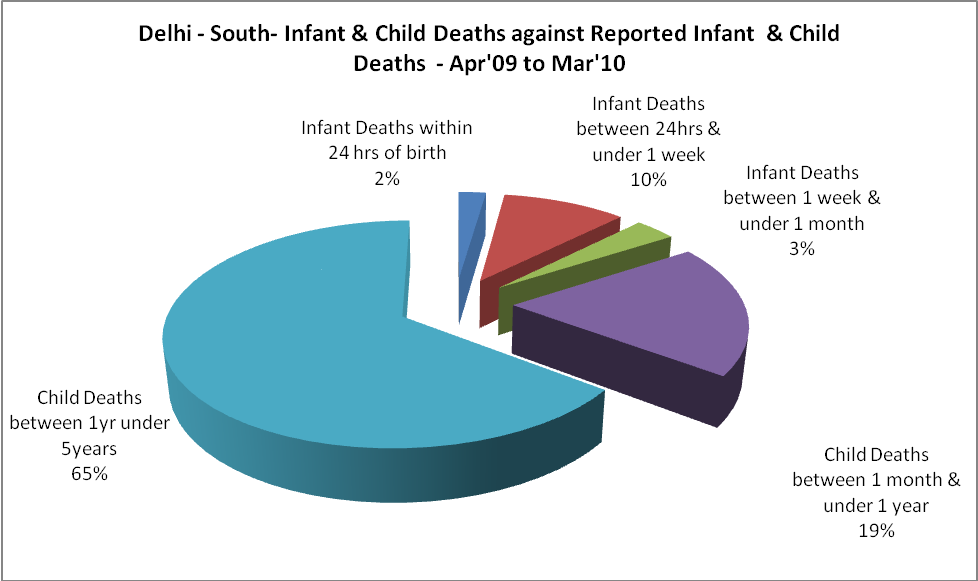 Delhi - South- Infant & Child Deaths against Reported Infant & Child
Deaths - Apr'09 to Mar'10
Infant Deaths within
24 hrs of birth
2%
Infant Deaths
between 24hrs &
under 1 week
10%
Infant Deaths
between 1 week &
under 1 month
3%
Child Deaths
between 1 month &
under 1 year
19%
Child Deaths
between 1yr under
5years
65%